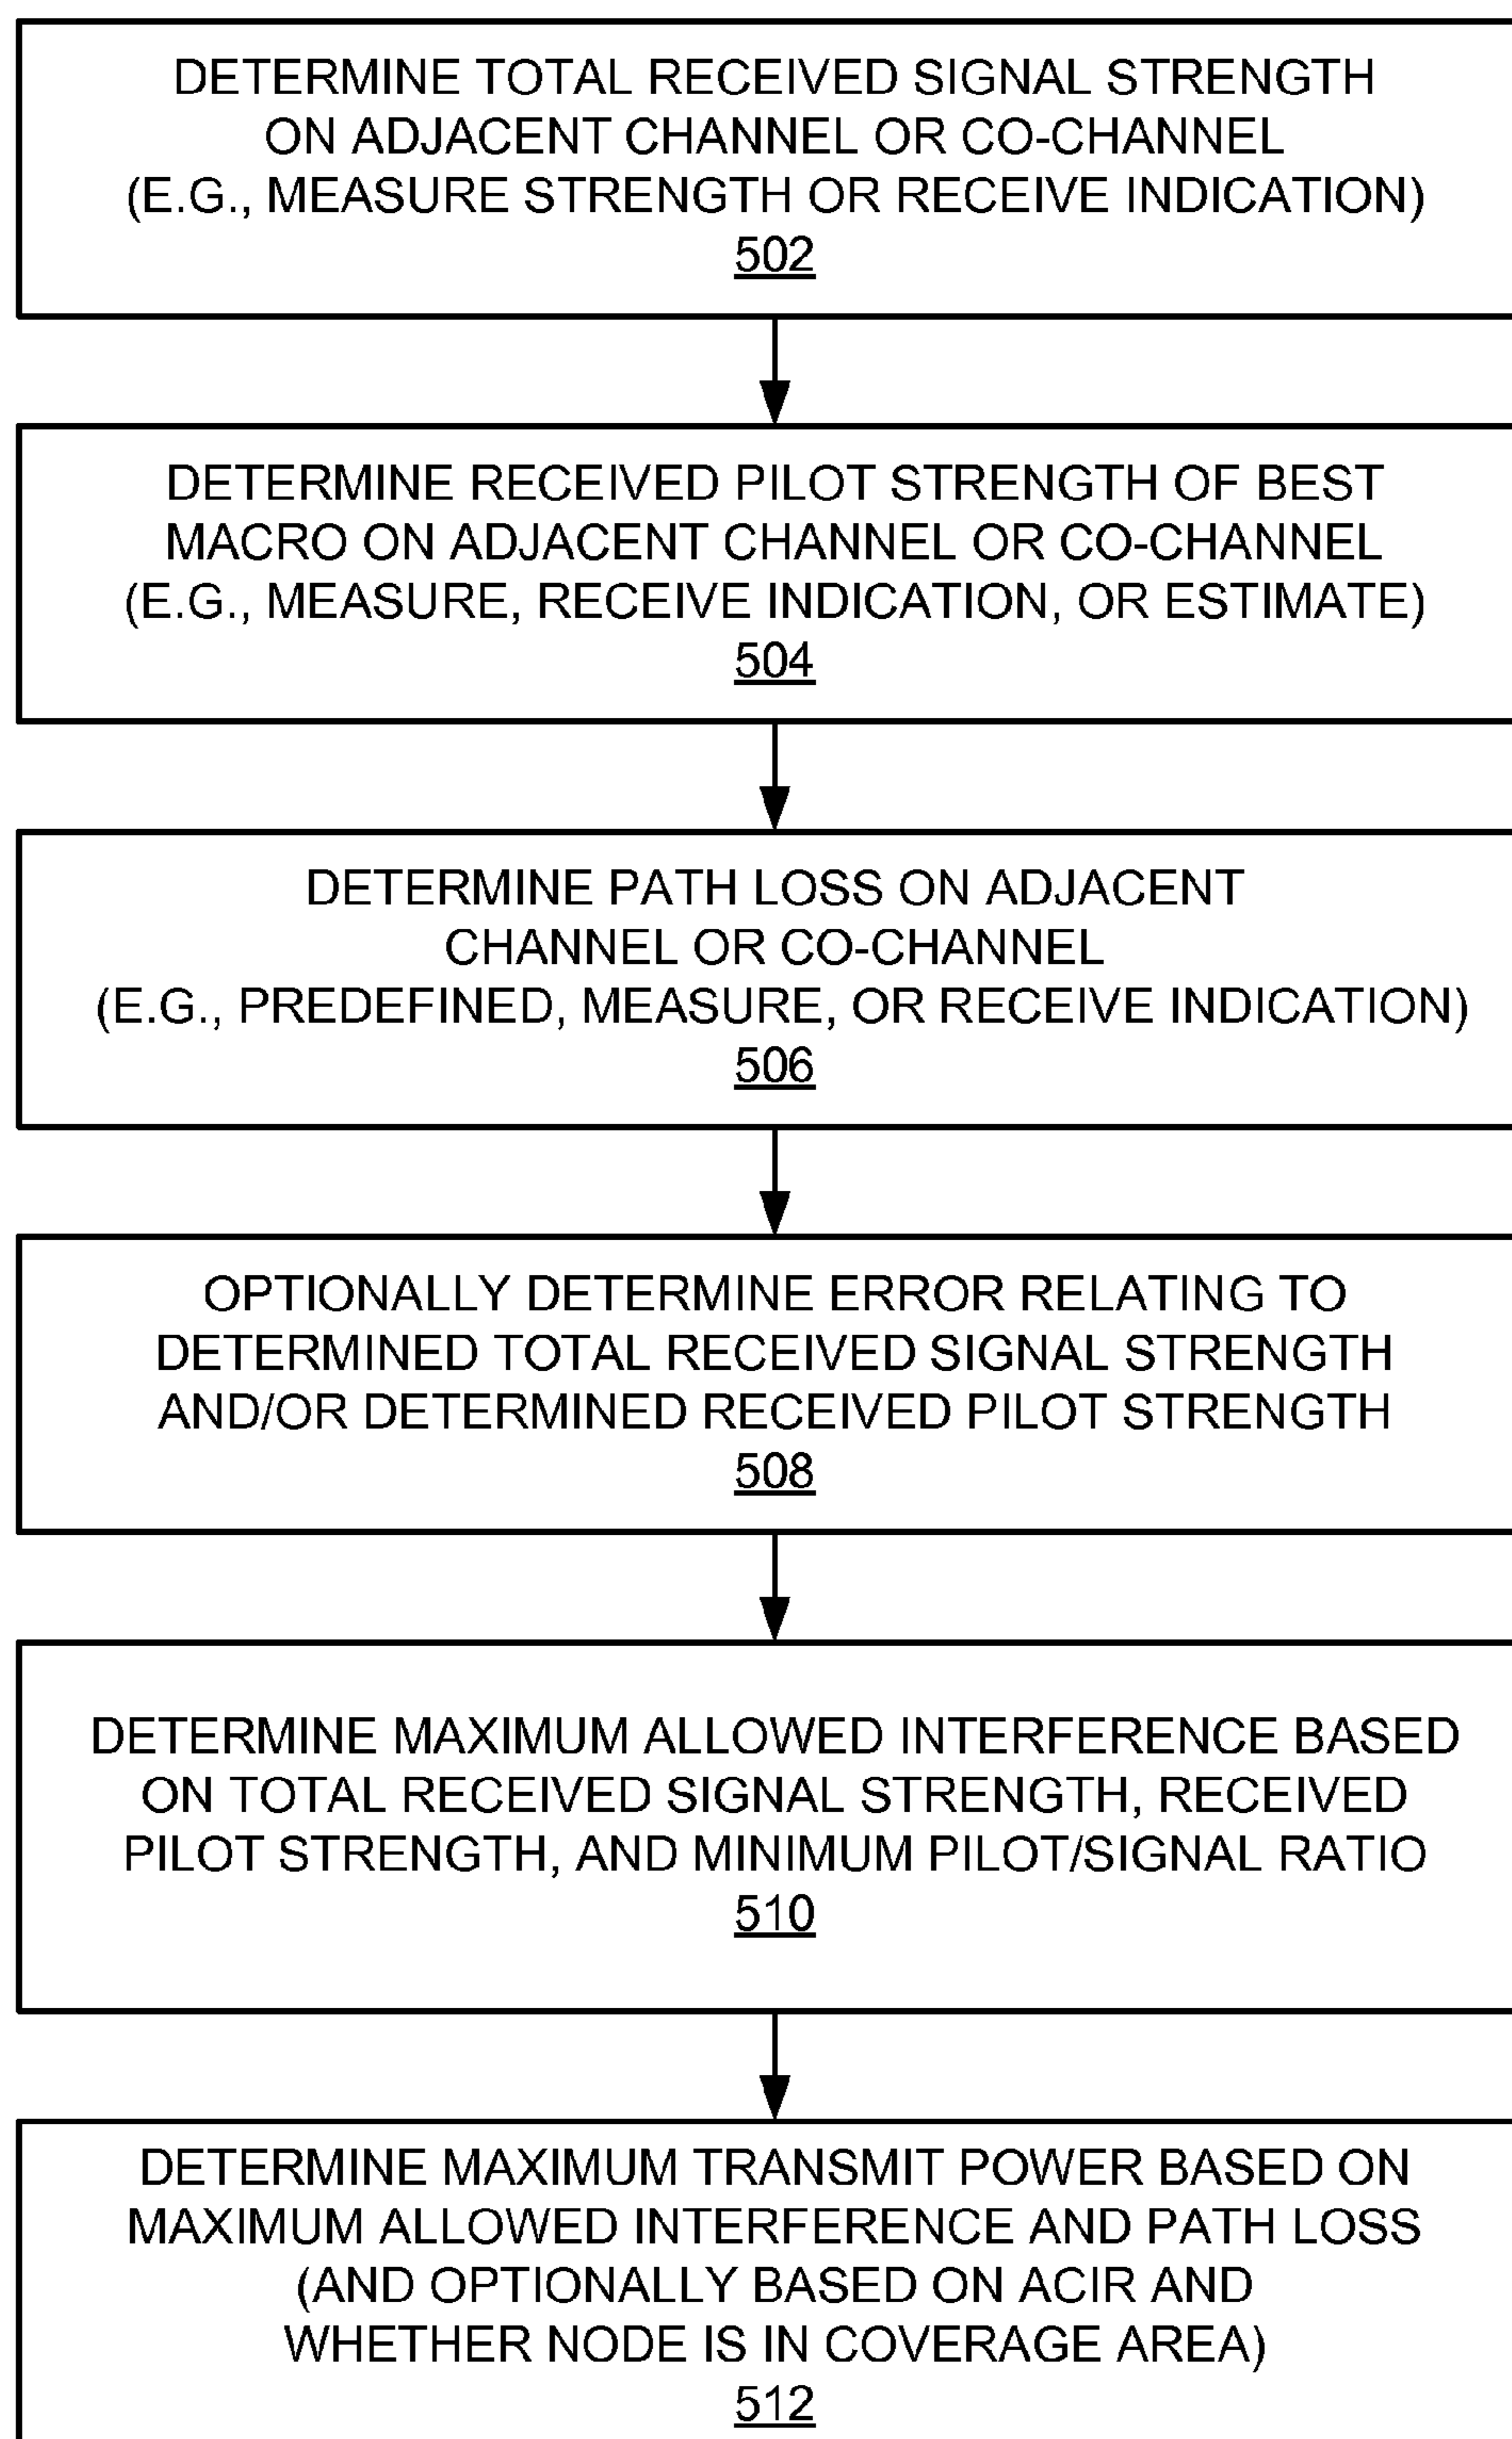 DETERMINE TOTAL RECEIVED SIGNAL STRENGTH
ON ADJACENT CHANNEL OR CO-CHANNEL
(E.G., MEASURE STRENGTH OR RECEIVE INDICATION)
502
DETERMINE RECEIVED PILOT STRENGTH OF BEST
MACRO ON ADJACENT CHANNEL OR CO-CHANNEL
(E.G., MEASURE, RECEIVE INDICATION, OR ESTIMATE)
504
DETERMINE PATH LOSS ON ADJACENT
CHANNEL OR CO-CHANNEL
(E.G., PREDEFINED, MEASURE, OR RECEIVE INDICATION)
506
OPTIONALLY DETERMINE ERROR RELATING TO
DETERMINED TOTAL RECEIVED SIGNAL STRENGTH
AND/OR DETERMINED RECEIVED PILOT STRENGTH
508
DETERMINE MAXIMUM ALLOWED INTERFERENCE BASED
ON TOTAL RECEIVED SIGNAL STRENGTH, RECEIVED
PILOT STRENGTH, AND MINIMUM PILOT/SIGNAL RATIO
510
DETERMINE MAXIMUM TRANSMIT POWER BASED ON
MAXIMUM ALLOWED INTERFERENCE AND PATH LOSS
(AND OPTIONALLY BASED ON ACIR AND
WHETHER NODE IS IN COVERAGE AREA)
512